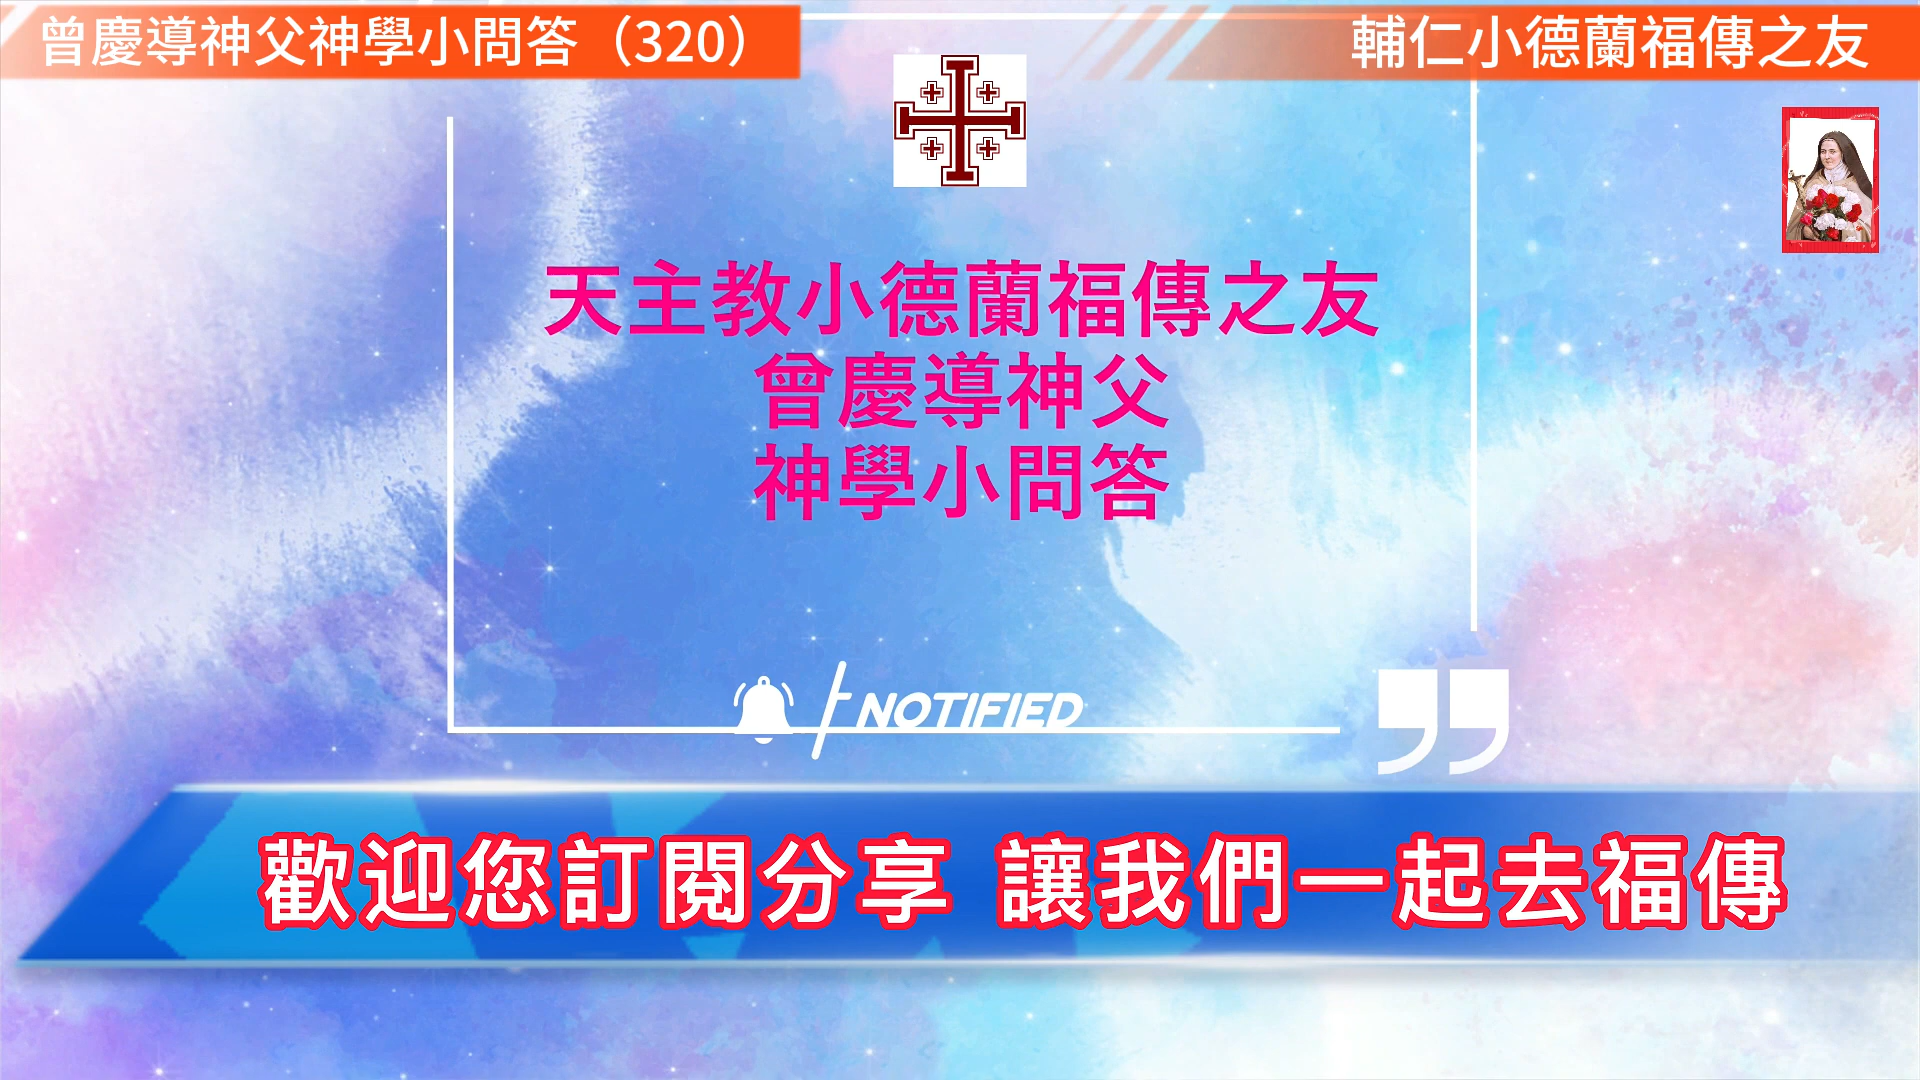 曾慶導神父神學小問答（320）
輔仁小德蘭福傳之友
天主教小德蘭福傳之友
曾慶導神父
神學小問答
NOTIFIED
歡迎您訂閱分享 讓我們一起去福傳